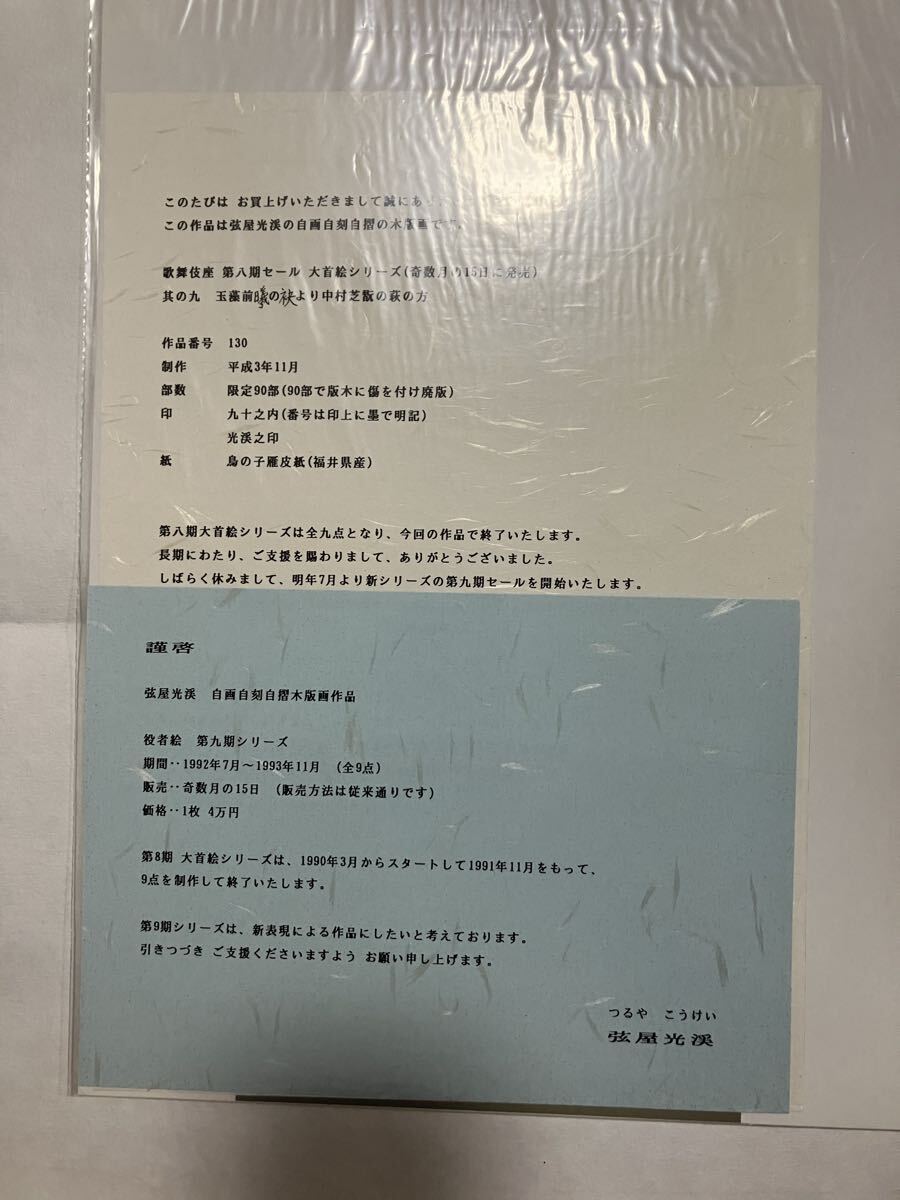 このたびは お買上げいただきまして誠にあ
この作品は弦屋光渓の自画自刻自摺の木版画です。
歌舞伎座 第八期セール 大首絵シリーズ(奇数月の15日に発売)
其の九 玉藻前曦の袂より中村芝翫の萩の方
作品番号 130
制作 平成3年11月
部数 限定90部(90部で版木に傷を付け廃版)
印 九十之内(番号は印上に墨で明記)
光渓之印
紙 鳥の子雁皮紙(福井県産)
第八期大首絵シリーズは全九点となり、今回の作品で終了いたします。
長期にわたり、ご支援を賜わりまして、ありがとうございました。
しばらく休みまして、明年7月より新シリーズの第九期セールを開始いたします。
謹啓
弦屋光渓 自画自刻自摺木版画作品
役者絵 第九期シリーズ
期間‥1992年7月～1993年11月 (全9点)
販売‥奇数月の15日 (販売方法は従来通りです)
価格‥1枚 4万円
第8期 大首絵シリーズは、1990年3月からスタートして1991年11月をもって、
9点を制作して終了いたします。
第9期シリーズは、新表現による作品にしたいと考えております。
引きつづき ご支援くださいますよう お願い申し上げます。
つるや こうけい
弦屋光渓